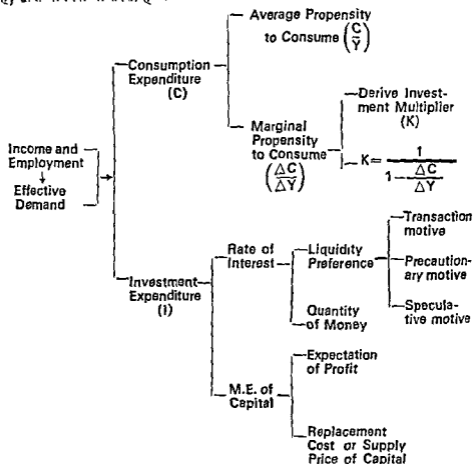 Average Propensity
to Consume (C/Y)
Consumption
Expenditure
(C)
Derive Invest-
ment Multiplier
(K)
Marginal
Propensity
to Consume
(ΔC/ΔY)
K= 1/(1-ΔC/ΔY)
Income and
Employment
↓
Effective
Demand
Transaction
motive
Rate of
Interest
Liquidity
Preference
Precaution-
ary motive
Investment
Expenditure
(I)
Quantity
of Money
Specula-
tive motive
Expectation
of Profit
M.E. of
Capital
Replacement
Cost or Supply
Price of Capital